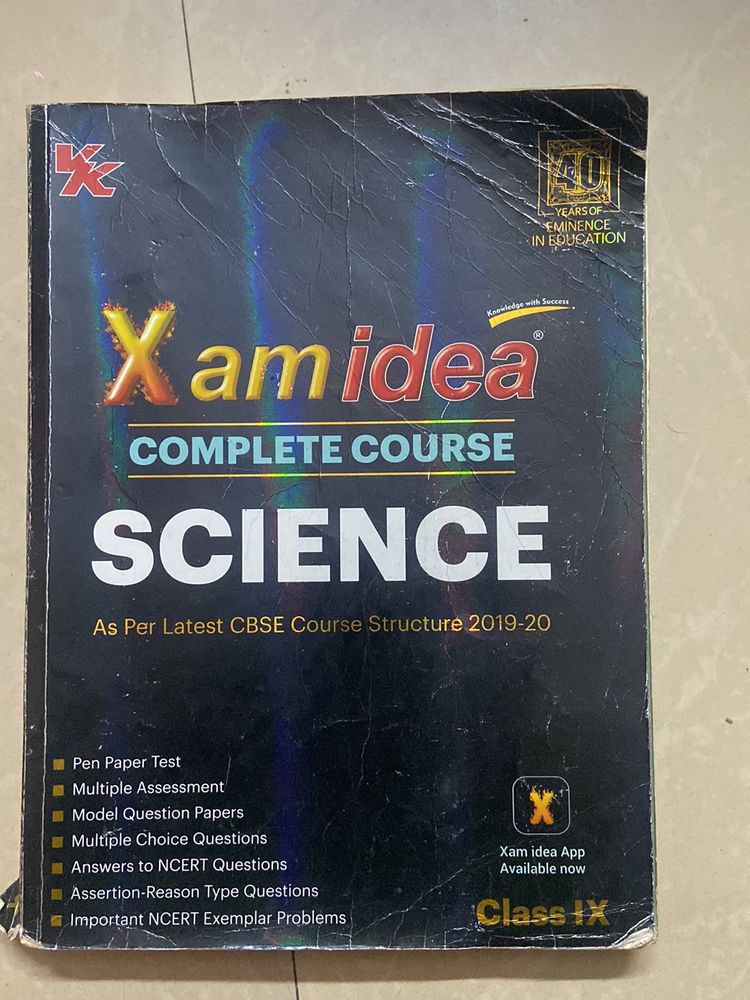 VK
40
YEARS OF
EMINENCE
IN EDUCATION
Knowledge with Success
X am idea®
COMPLETE COURSE
SCIENCE
As Per Latest CBSE Course Structure 2019-20
Pen Paper Test
Multiple Assessment
Model Question Papers
Multiple Choice Questions
Answers to NCERT Questions
Assertion-Reason Type Questions
Important NCERT Exemplar Problems
X
Xam idea App
Available now
Class IX